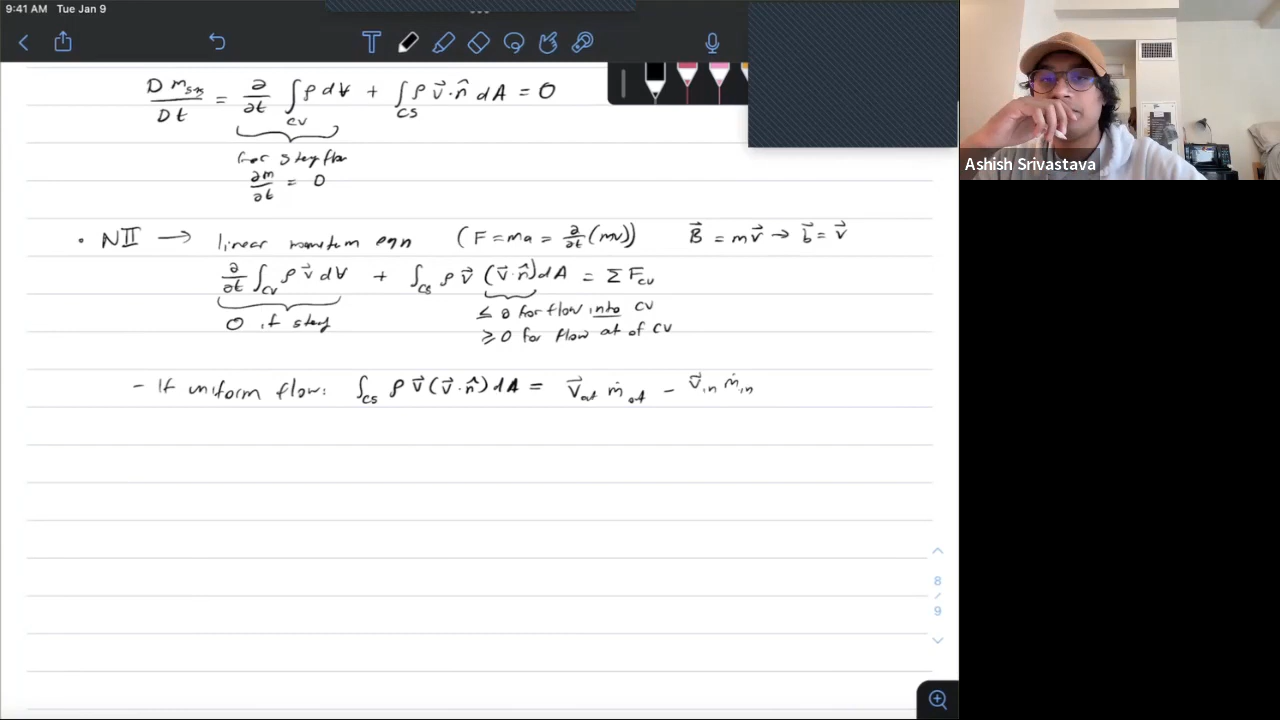 9:41 AM Tue Jan 9
D m_sys / Dt = ∂/∂t ∫_CV ρ dV + ∫_CS ρ v⃗ · n̂ dA = 0
For stey flo
∂m/∂t = 0
• NII → linear momentum eqn (F = ma = ∂/∂t (mv)) B⃗ = mv⃗ → b⃗ = v⃗
∂/∂t ∫_CV ρ v⃗ dV + ∫_CS ρ v⃗ (v⃗ · n̂) dA = Σ F_CV
≤ 0 for flow into CV
0 if stey
≥ 0 for flow out of CV
- If uniform flow: ∫_CS ρ v⃗ (v⃗ · n̂) dA = V⃗_out ṁ_out − V⃗_in ṁ_in
8
/
9
Ashish Srivastava